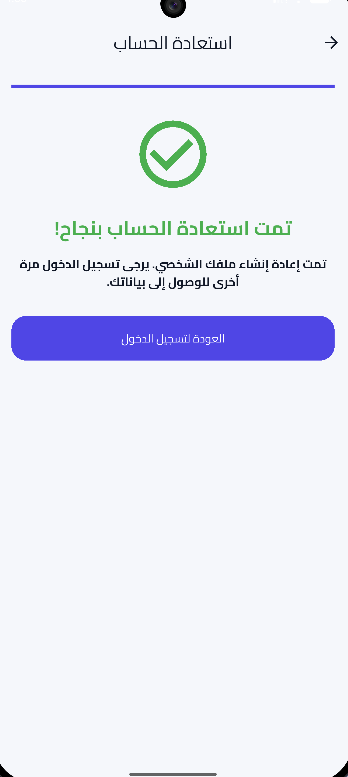 استعادة الحساب
تمت استعادة الحساب بنجاح!
تمت إعادة إنشاء ملفك الشخصي. يرجى تسجيل الدخول مرة
أخرى للوصول إلى بياناتك.
العودة لتسجيل الدخول